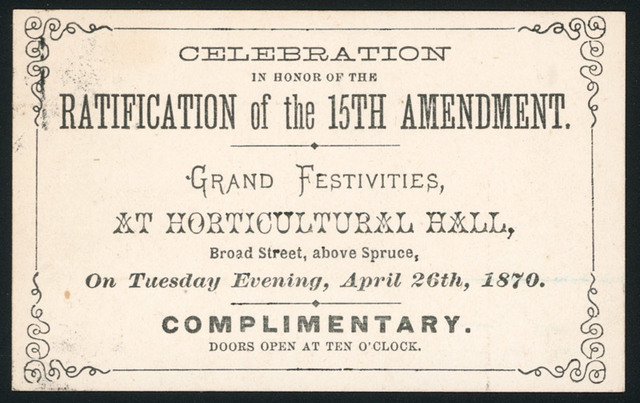 CELEBRATION
IN HONOR OF THE
RATIFICATION of the 15TH AMENDMENT.
GRAND FESTIVITIES,
AT HORTICULTURAL HALL,
Broad Street, above Spruce,
On Tuesday Evening, April 26th, 1870.
COMPLIMENTARY.
DOORS OPEN AT TEN O'CLOCK.